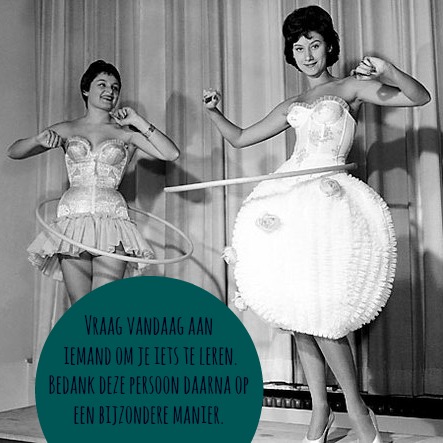 Vraag vandaag aan
iemand om je iets te leren.
Bedank deze persoon daarna op
een bijzondere manier.